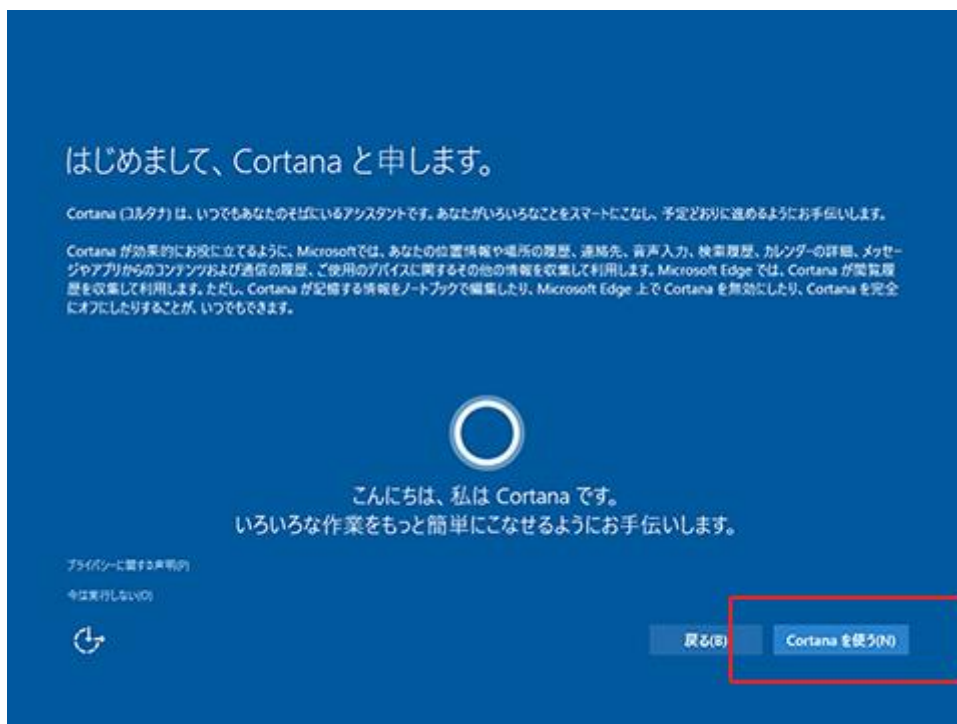 はじめまして、Cortana と申します。
Cortana (コルタナ) は、いつでもあなたのそばにいるアシスタントです。あなたがいろいろなことをスマートにこなし、予定どおりに進めるようにお手伝いします。
Cortana が効果的にお役に立てるように、Microsoftでは、あなたの位置情報や場所の履歴、連絡先、音声入力、検索履歴、カレンダーの詳細、メッセー
ジやアプリからのコンテンツおよび通信の履歴、ご使用のデバイスに関するその他の情報を収集して利用します。Microsoft Edge では、Cortana が閲覧履
歴を収集して利用します。ただし、Cortana が記憶する情報をノートブックで編集したり、Microsoft Edge 上で Cortana を無効にしたり、Cortana を完全
にオフにしたりすることが、いつでもできます。
こんにちは、私は Cortana です。
いろいろな作業をもっと簡単にこなせるようにお手伝いします。
プライバシーに関する声明(P)
今は実行しない(O)
戻る(B)
Cortana を使う(N)